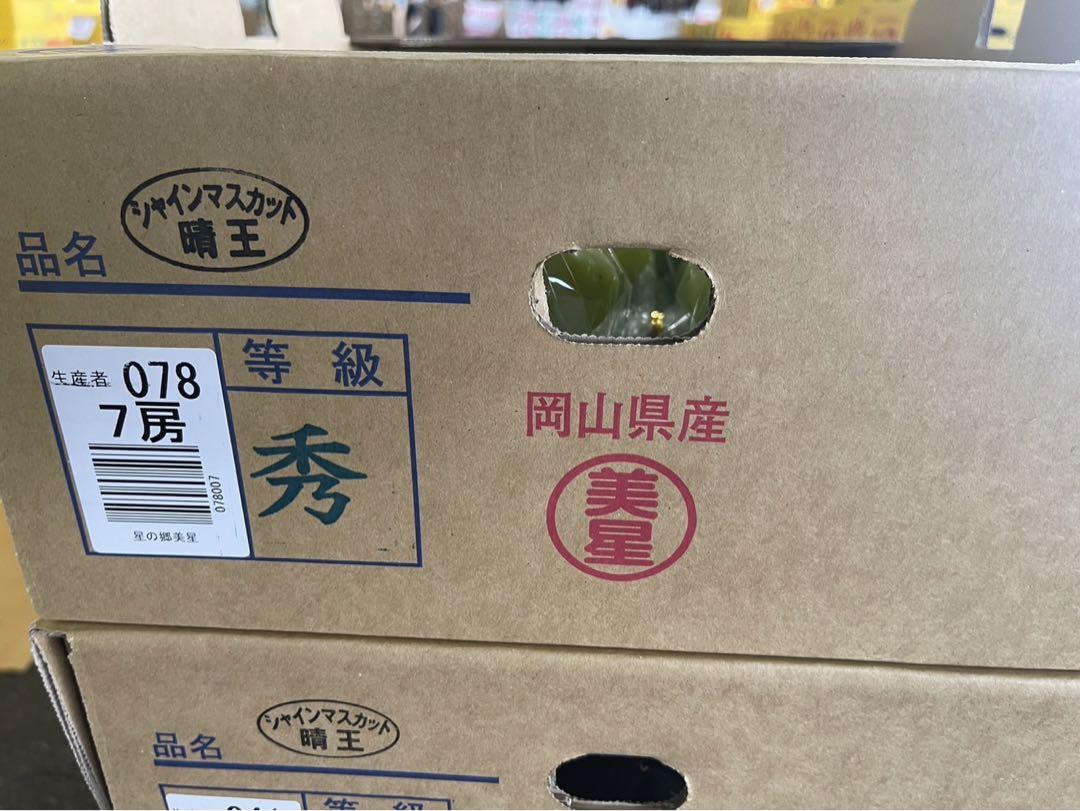 シャインマスカット
晴王
品名
生産者 078
7房
078007
星の郷美星
等級
秀
岡山県産
美星
シャインマスカット
晴王
品名
等級